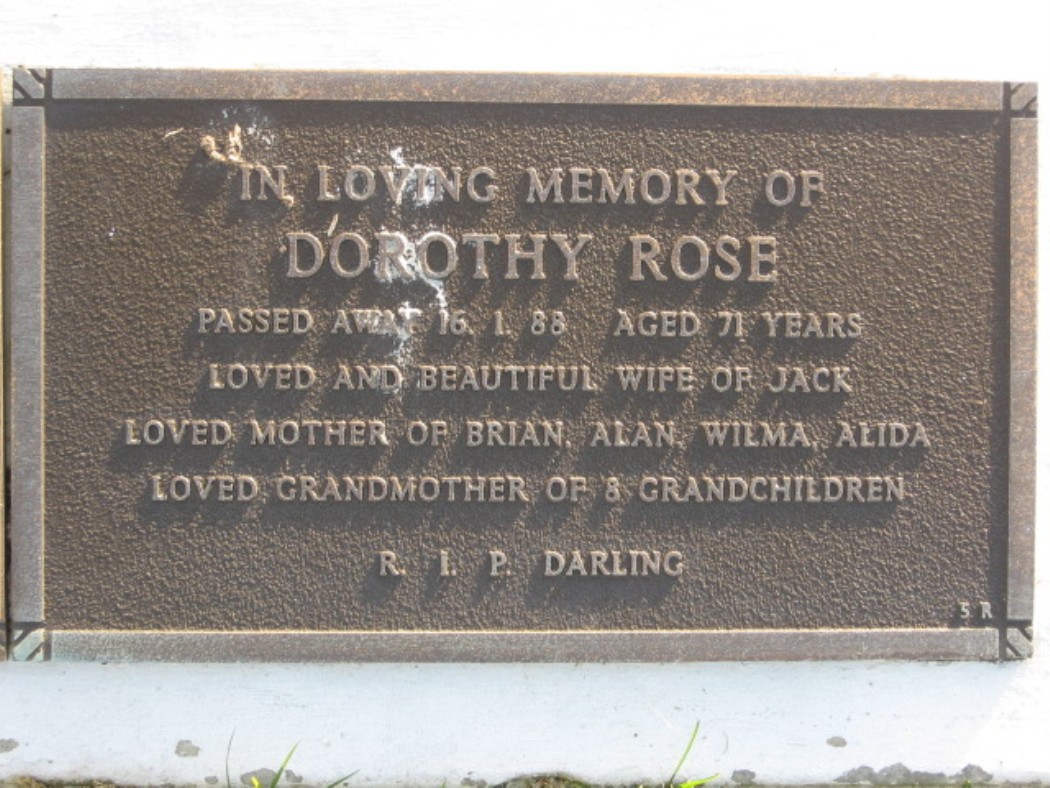 IN LOVING MEMORY OF
DOROTHY ROSE
PASSED AWAY 16. 1. 88 AGED 71 YEARS
LOVED AND BEAUTIFUL WIFE OF JACK
LOVED MOTHER OF BRIAN, ALAN, WILMA, ALIDA
LOVED GRANDMOTHER OF 8 GRANDCHILDREN
R. I. P. DARLING
S R